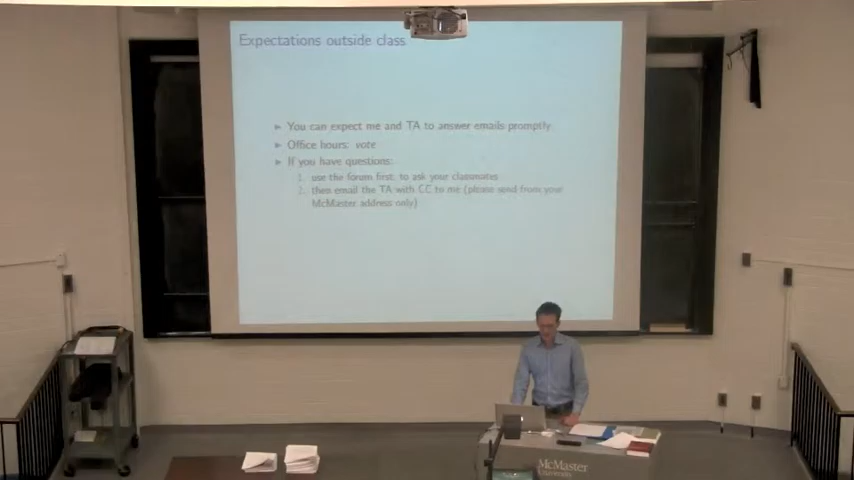 Expectations outside class
► You can expect me and TA to answer emails promptly
► Office hours: vote
► If you have questions:
1. use the forum first, to ask your classmates
2. then email the TA with CC to me (please send from your
McMaster address only)
McMaster
University